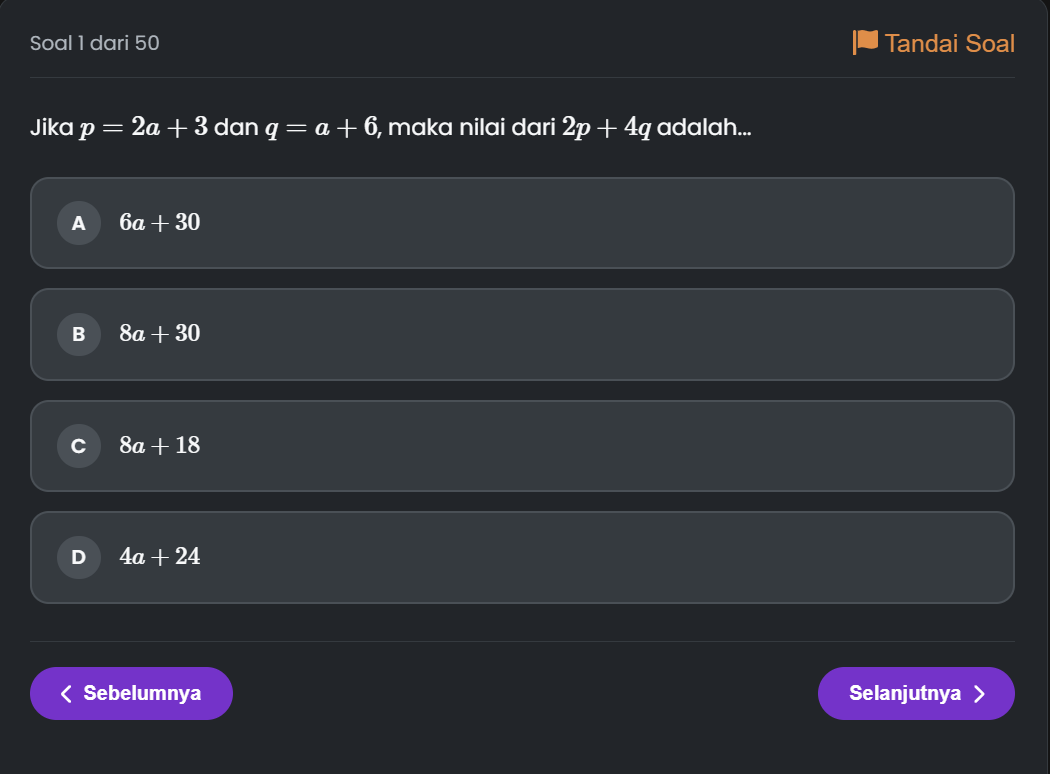 Soal 1 dari 50
Tandai Soal
Jika p = 2a + 3 dan q = a + 6, maka nilai dari 2p + 4q adalah...
A 6a + 30
B 8a + 30
C 8a + 18
D 4a + 24
Sebelumnya
Selanjutnya